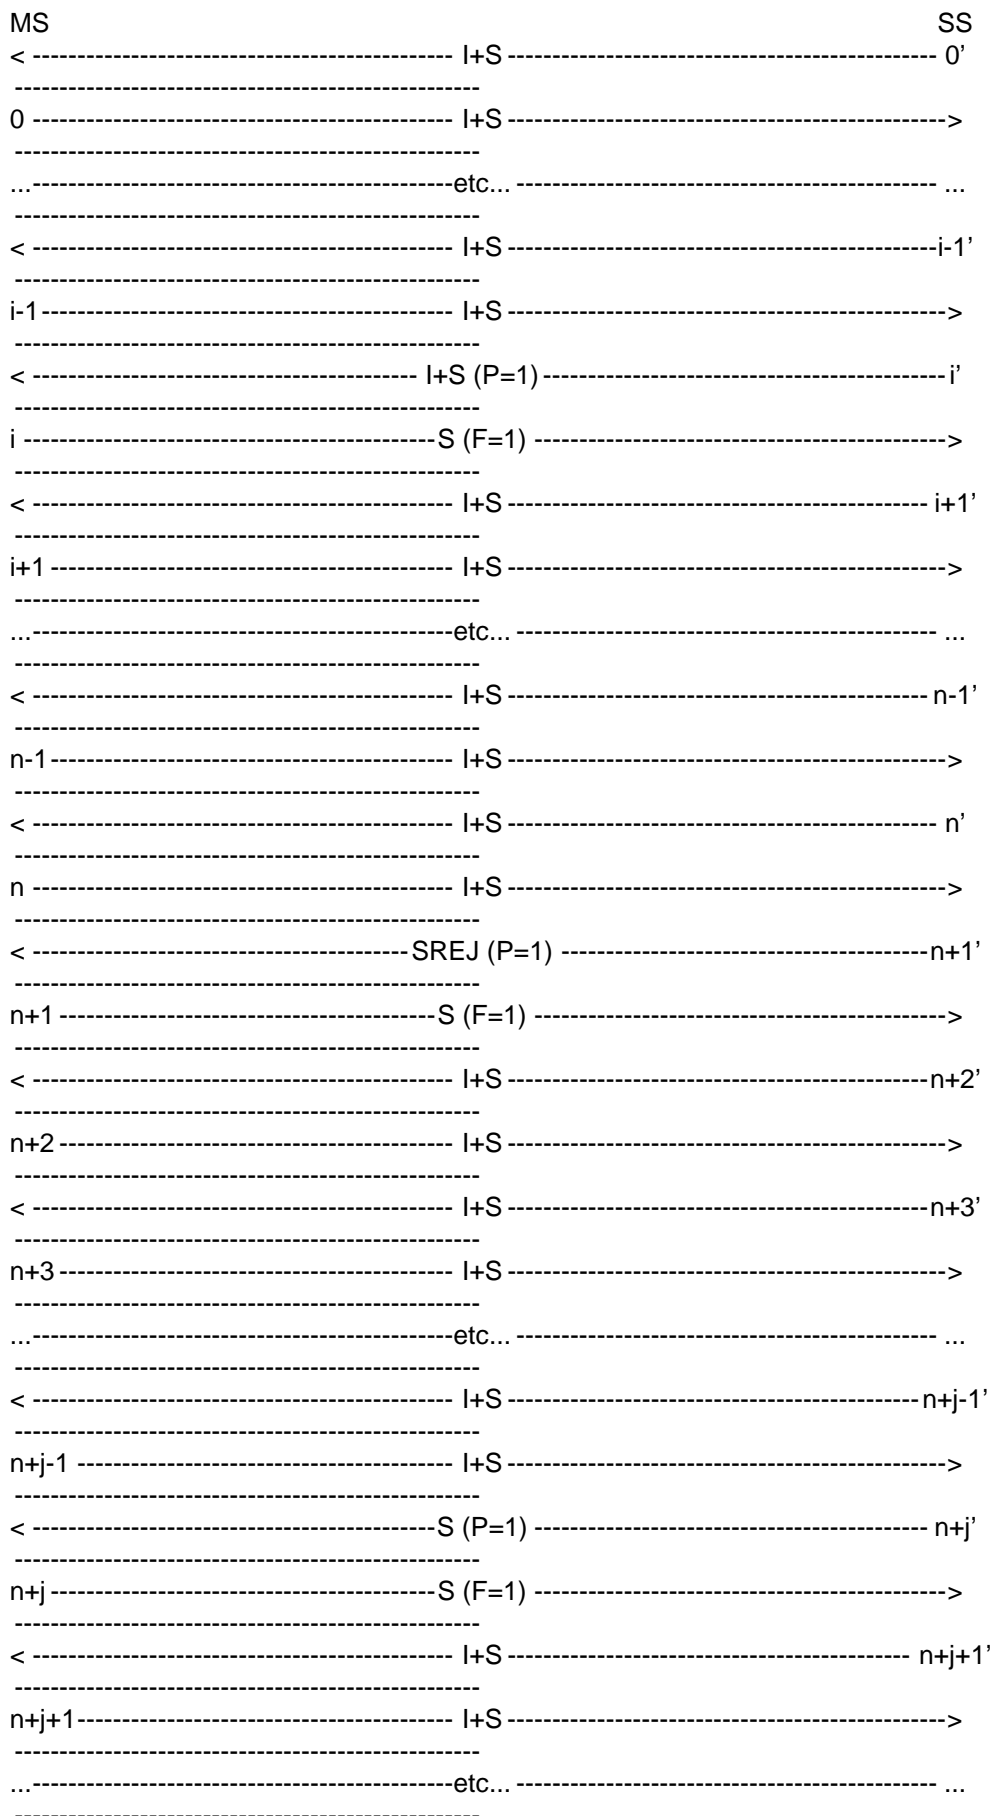 MS SS
< ----------------------------------------------- I+S ------------------------------------------------ 0’
----------------------------------------------------
0 ----------------------------------------------- I+S ------------------------------------------------->
----------------------------------------------------
...-----------------------------------------------etc... ----------------------------------------------- ...
----------------------------------------------------
< ----------------------------------------------- I+S ------------------------------------------------i-1’
----------------------------------------------------
i-1---------------------------------------------- I+S ------------------------------------------------->
----------------------------------------------------
< ------------------------------------------- I+S (P=1)---------------------------------------------i’
----------------------------------------------------
i ----------------------------------------------S (F=1) ---------------------------------------------->
----------------------------------------------------
< ----------------------------------------------- I+S ----------------------------------------------- i+1’
----------------------------------------------------
i+1 --------------------------------------------- I+S ------------------------------------------------->
----------------------------------------------------
...-----------------------------------------------etc... ----------------------------------------------- ...
----------------------------------------------------
< ----------------------------------------------- I+S ----------------------------------------------- n-1’
----------------------------------------------------
n-1--------------------------------------------- I+S ------------------------------------------------->
----------------------------------------------------
< ----------------------------------------------- I+S ------------------------------------------------ n’
----------------------------------------------------
n ----------------------------------------------- I+S ------------------------------------------------->
----------------------------------------------------
< ------------------------------------------SREJ (P=1) -----------------------------------------n+1’
----------------------------------------------------
n+1 ------------------------------------------S (F=1) ---------------------------------------------->
----------------------------------------------------
< ----------------------------------------------- I+S -----------------------------------------------n+2’
----------------------------------------------------
n+2 -------------------------------------------- I+S ------------------------------------------------->
----------------------------------------------------
< ----------------------------------------------- I+S -----------------------------------------------n+3’
----------------------------------------------------
n+3 -------------------------------------------- I+S ------------------------------------------------->
----------------------------------------------------
...-----------------------------------------------etc... ----------------------------------------------- ...
----------------------------------------------------
< ----------------------------------------------- I+S ----------------------------------------------n+j-1’
----------------------------------------------------
n+j-1 ------------------------------------------ I+S ------------------------------------------------->
----------------------------------------------------
< ---------------------------------------------S (P=1) -------------------------------------------- n+j’
----------------------------------------------------
n+j -------------------------------------------S (F=1) ---------------------------------------------->
----------------------------------------------------
< ----------------------------------------------- I+S --------------------------------------------- n+j+1’
----------------------------------------------------
n+j+1------------------------------------------ I+S ------------------------------------------------->
----------------------------------------------------
...-----------------------------------------------etc... ----------------------------------------------- ...
----------------------------------------------------